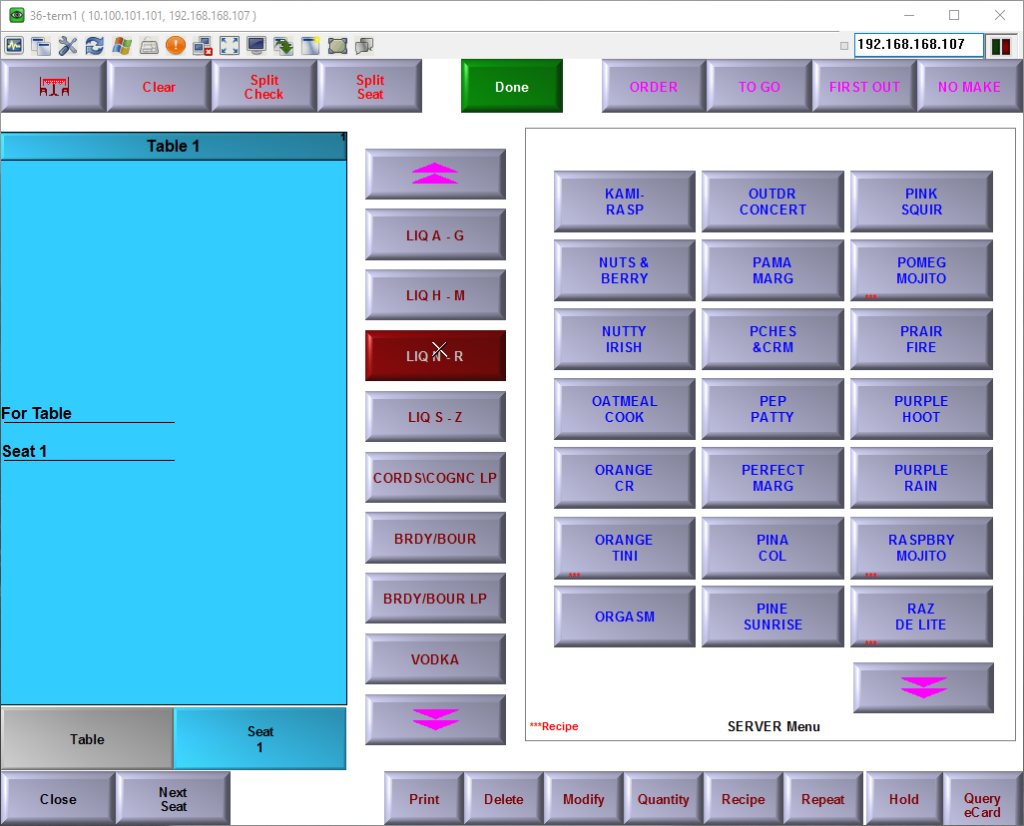 36-term1 ( 10.100.101.101, 192.168.168.107 )
192.168.168.107
Clear
Split
Check
Split
Seat
Done
ORDER
TO GO
FIRST OUT
NO MAKE
Table 1
1
For Table
Seat 1
LIQ A - G
LIQ H - M
LIQ N - R
LIQ S - Z
CORDS\COGNC LP
BRDY/BOUR
BRDY/BOUR LP
VODKA
KAMI-
RASP
OUTDR
CONCERT
PINK
SQUIR
NUTS &
BERRY
PAMA
MARG
POMEG
MOJITO
***
NUTTY
IRISH
PCHES
&CRM
PRAIR
FIRE
OATMEAL
COOK
PEP
PATTY
PURPLE
HOOT
ORANGE
CR
PERFECT
MARG
PURPLE
RAIN
ORANGE
TINI
***
PINA
COL
RASPBRY
MOJITO
***
ORGASM
PINE
SUNRISE
RAZ
DE LITE
***
***Recipe
SERVER Menu
Table
Seat
1
Close
Next
Seat
Print
Delete
Modify
Quantity
Recipe
Repeat
Hold
Query
eCard